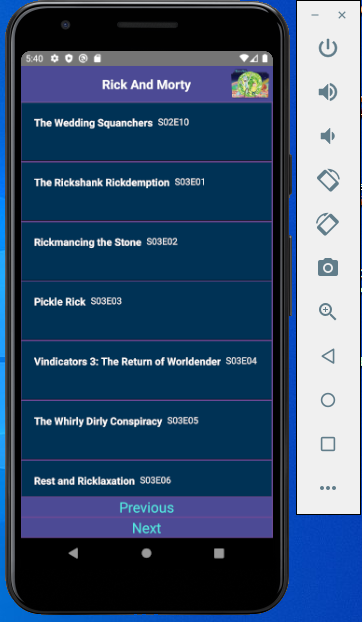 5:40
Rick And Morty
The Wedding Squanchers S02E10
The Rickshank Rickdemption S03E01
Rickmancing the Stone S03E02
Pickle Rick S03E03
Vindicators 3: The Return of Worldender S03E04
The Whirly Dirly Conspiracy S03E05
Rest and Ricklaxation S03E06
Previous
Next